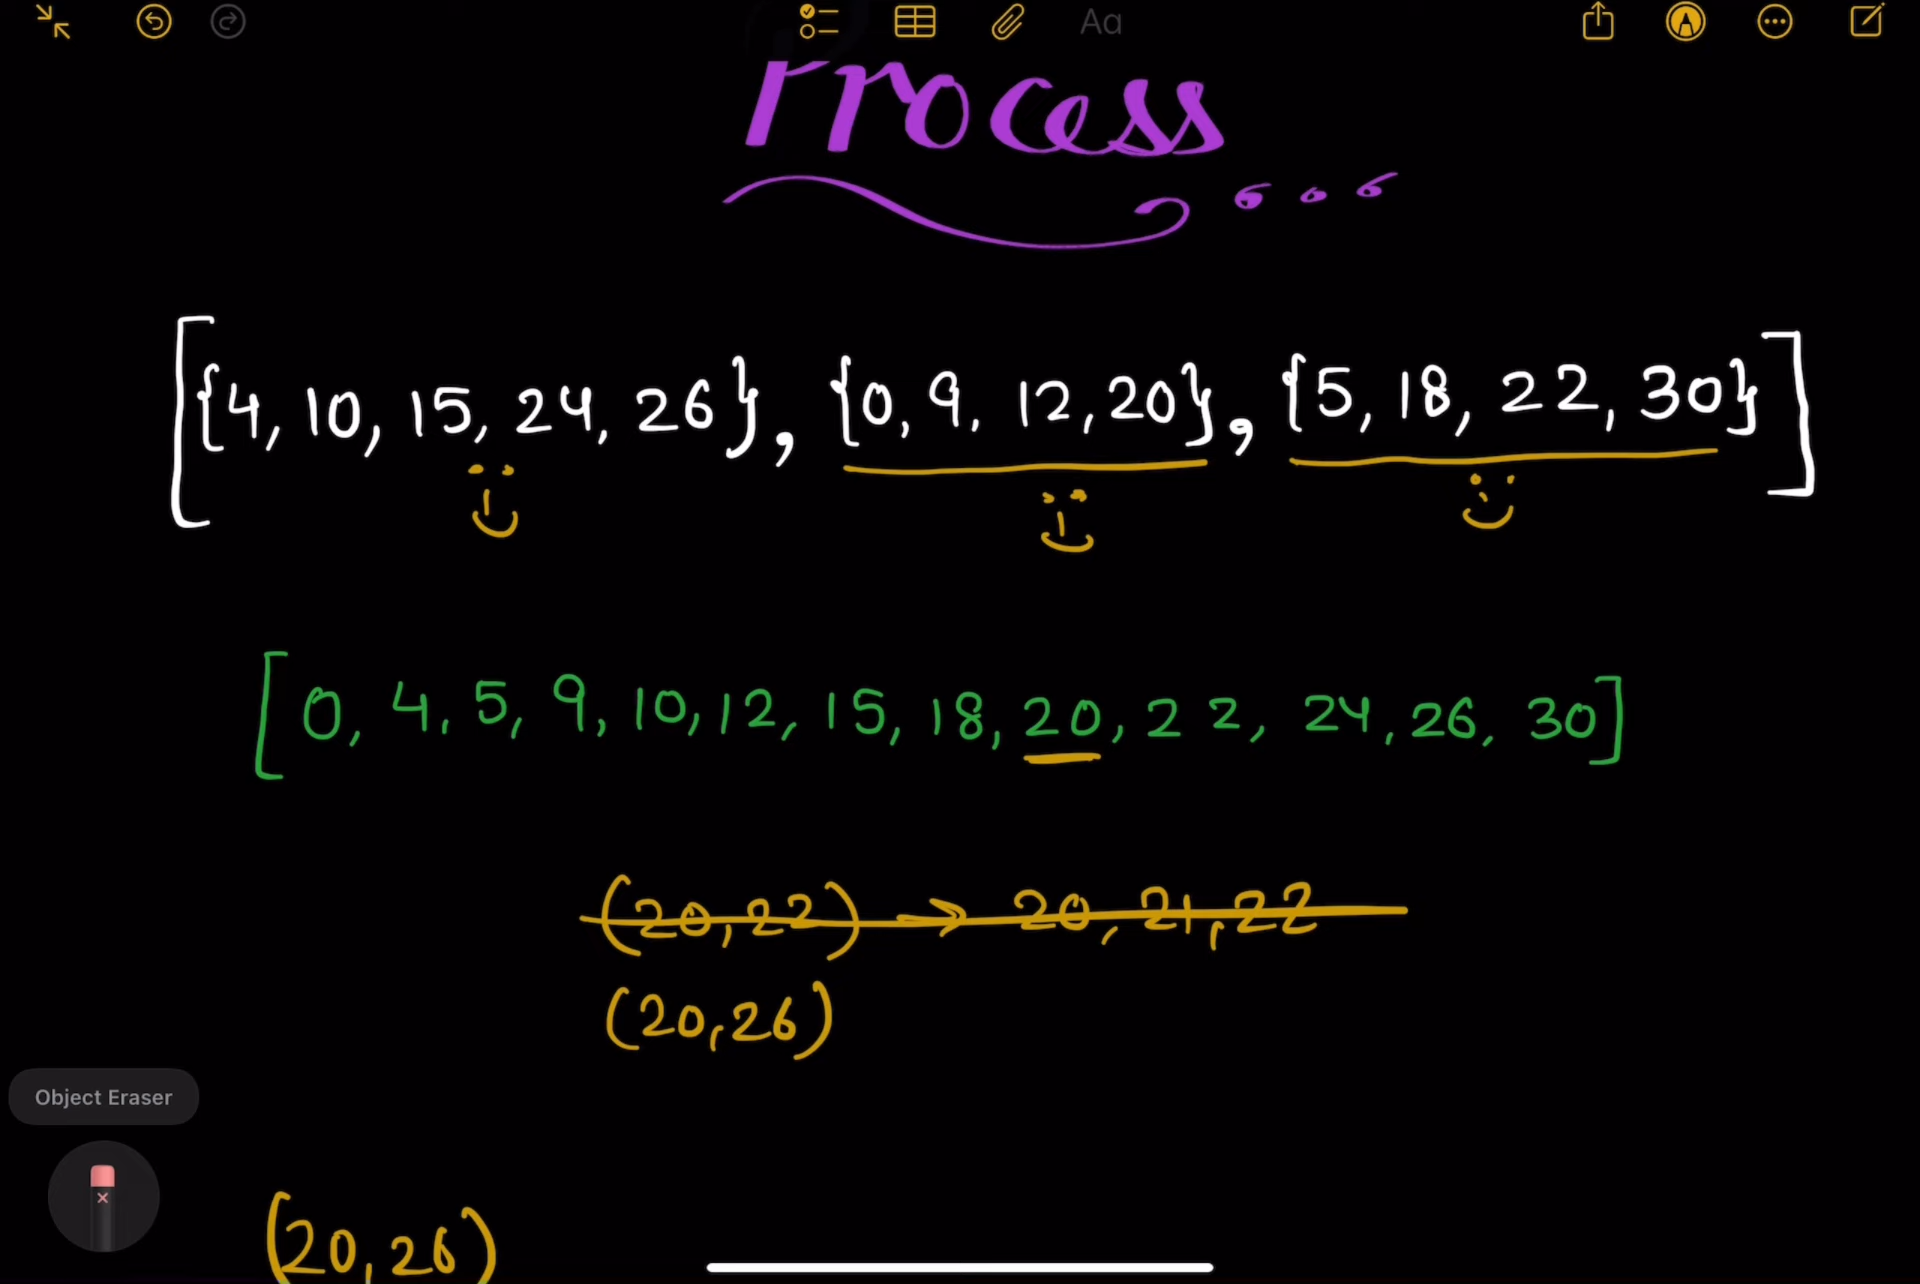 Aa
Process
[{4, 10, 15, 24, 26}, {0, 9, 12, 20}, {5, 18, 22, 30}]
[0, 4, 5, 9, 10, 12, 15, 18, 20, 22, 24, 26, 30]
(20, 22) → 20, 21, 22
(20, 26)
Object Eraser
(20, 26)